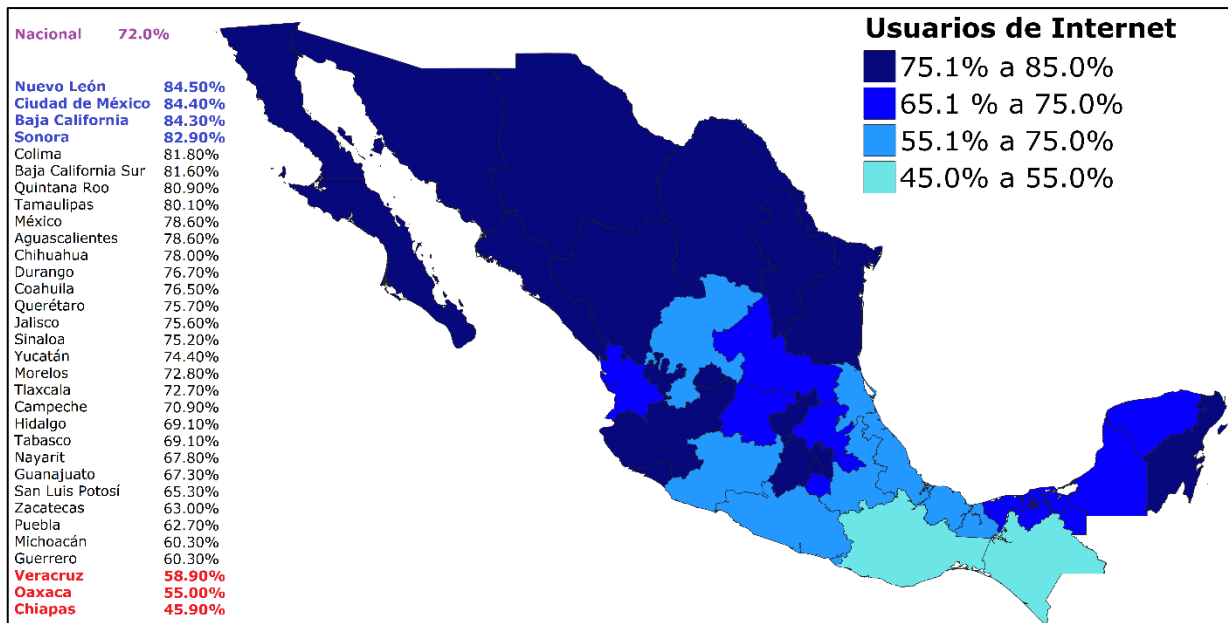 Nacional 72.0%
Nuevo León 84.50%
Ciudad de México 84.40%
Baja California 84.30%
Sonora 82.90%
Colima 81.80%
Baja California Sur 81.60%
Quintana Roo 80.90%
Tamaulipas 80.10%
México 78.60%
Aguascalientes 78.60%
Chihuahua 78.00%
Durango 76.70%
Coahuila 76.50%
Querétaro 75.70%
Jalisco 75.60%
Sinaloa 75.20%
Yucatán 74.40%
Morelos 72.80%
Tlaxcala 72.70%
Campeche 70.90%
Hidalgo 69.10%
Tabasco 69.10%
Nayarit 67.80%
Guanajuato 67.30%
San Luis Potosí 65.30%
Zacatecas 63.00%
Puebla 62.70%
Michoacán 60.30%
Guerrero 60.30%
Veracruz 58.90%
Oaxaca 55.00%
Chiapas 45.90%
Usuarios de Internet
75.1% a 85.0%
65.1 % a 75.0%
55.1% a 75.0%
45.0% a 55.0%